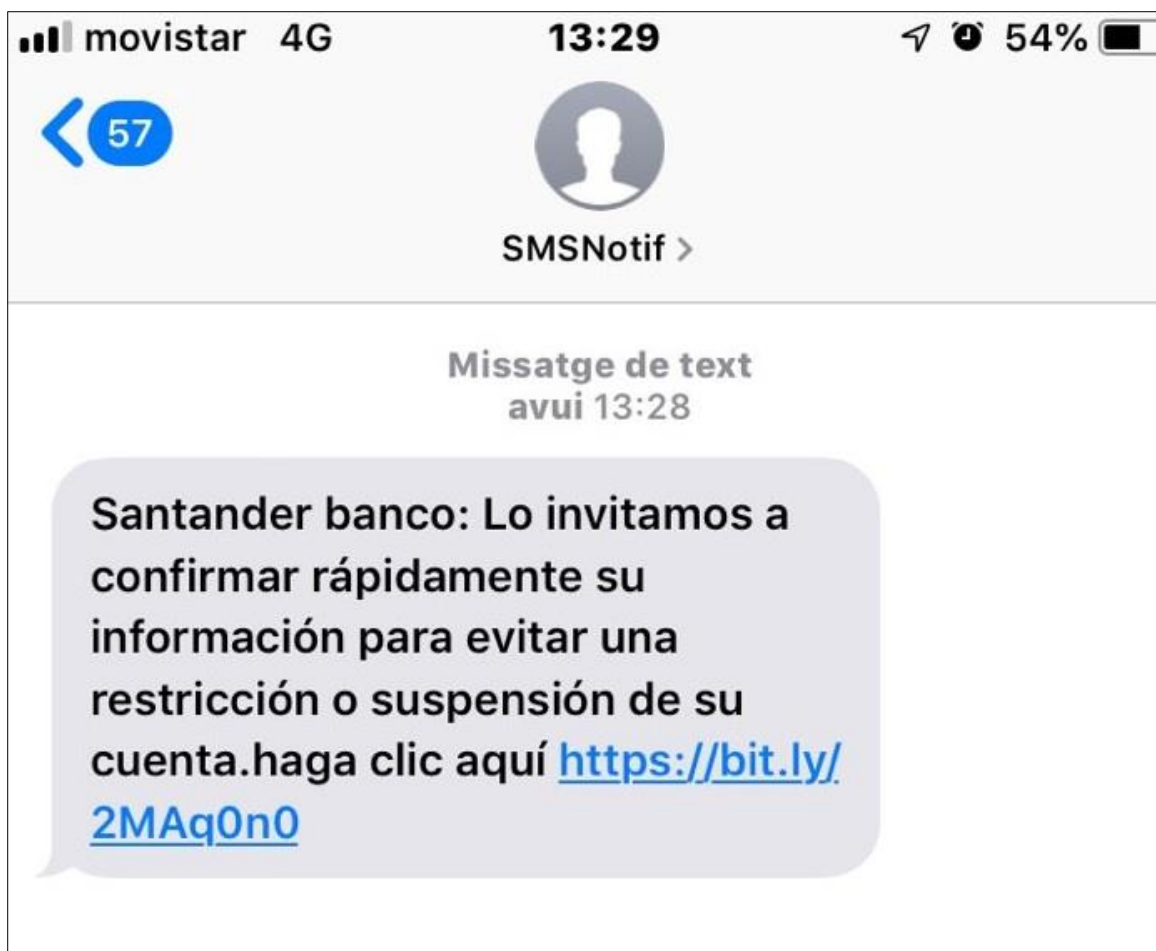 movistar 4G 13:29 54%
57
SMSNotif >
Missatge de text
avui 13:28
Santander banco: Lo invitamos a
confirmar rápidamente su
información para evitar una
restricción o suspensión de su
cuenta.haga clic aquí https://bit.ly/
2MAq0n0